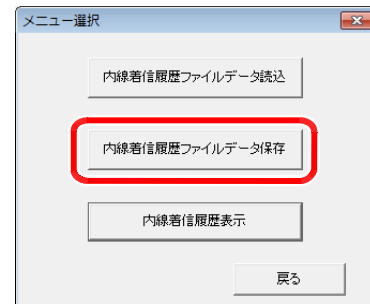 メニュー選択
内線着信履歴ファイルデータ読込
内線着信履歴ファイルデータ保存
内線着信履歴表示
戻る